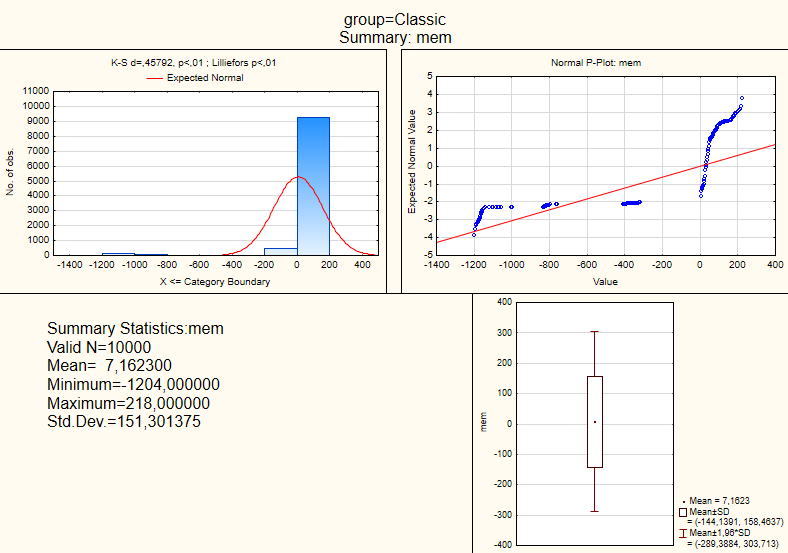 group=Classic
Summary: mem
K-S d=,45792, p<,01 ; Lilliefors p<,01
Expected Normal
No. of obs.
11000
10000
9000
8000
7000
6000
5000
4000
3000
2000
1000
0
-1400 -1200 -1000 -800 -600 -400 -200 0 200 400
X <= Category Boundary
Normal P-Plot: mem
Expected Normal Value
5
4
3
2
1
0
-1
-2
-3
-4
-5
-1400 -1200 -1000 -800 -600 -400 -200 0 200 400
Value
Summary Statistics:mem
Valid N=10000
Mean= 7,162300
Minimum=-1204,000000
Maximum=218,000000
Std.Dev.=151,301375
mem
400
300
200
100
0
-100
-200
-300
-400
Mean = 7,1623
Mean±SD
= (-144,1391, 158,4637)
Mean±1,96*SD
= (-289,3884, 303,713)